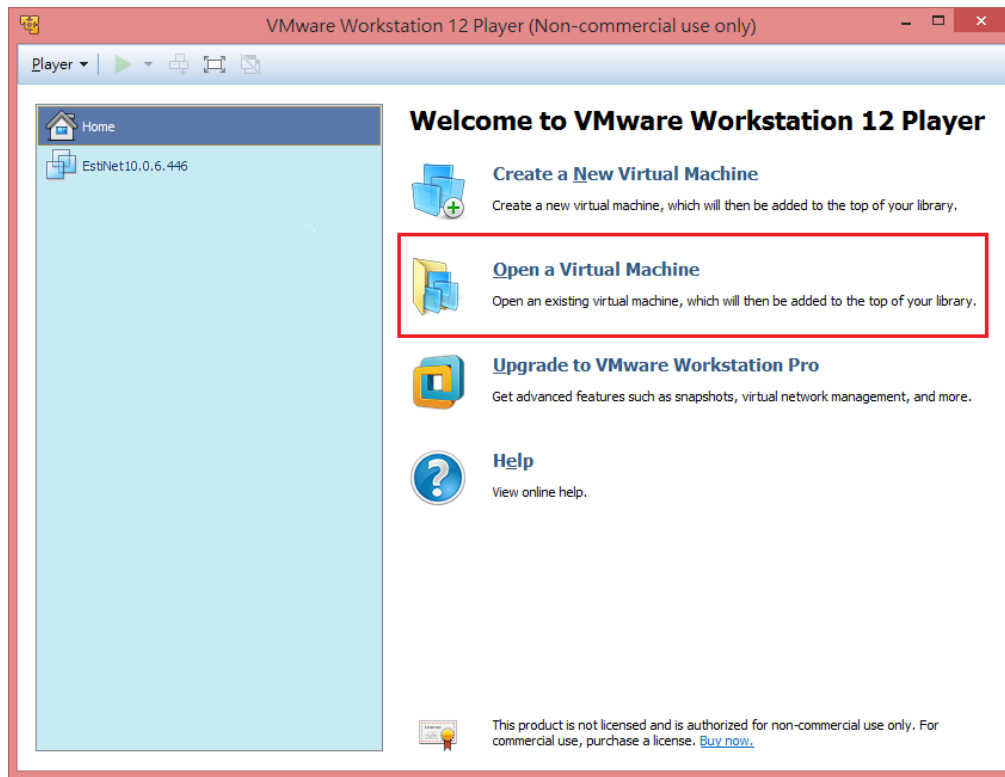 VMware Workstation 12 Player (Non-commercial use only)
Player
Home
EstiNet10.0.6.446
Welcome to VMware Workstation 12 Player
Create a New Virtual Machine
Create a new virtual machine, which will then be added to the top of your library.
Open a Virtual Machine
Open an existing virtual machine, which will then be added to the top of your library.
Upgrade to VMware Workstation Pro
Get advanced features such as snapshots, virtual network management, and more.
Help
View online help.
This product is not licensed and is authorized for non-commercial use only. For
commercial use, purchase a license. Buy now.